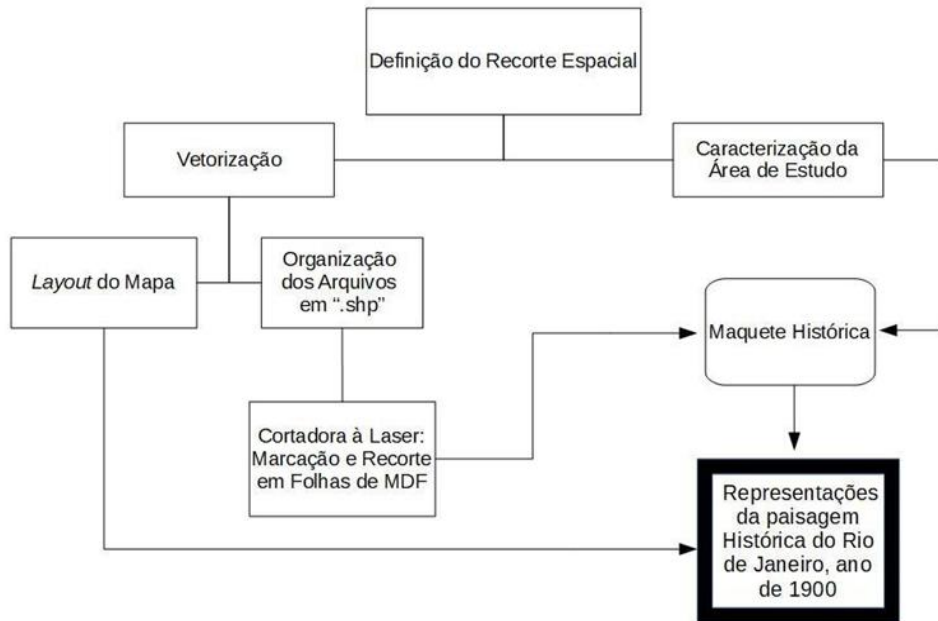 Definição do Recorte Espacial
Vetorização
Caracterização da
Área de Estudo
Layout do Mapa
Organização
dos Arquivos
em “.shp”
Maquete Histórica
Cortadora à Laser:
Marcação e Recorte
em Folhas de MDF
Representações
da paisagem
Histórica do Rio
de Janeiro, ano
de 1900